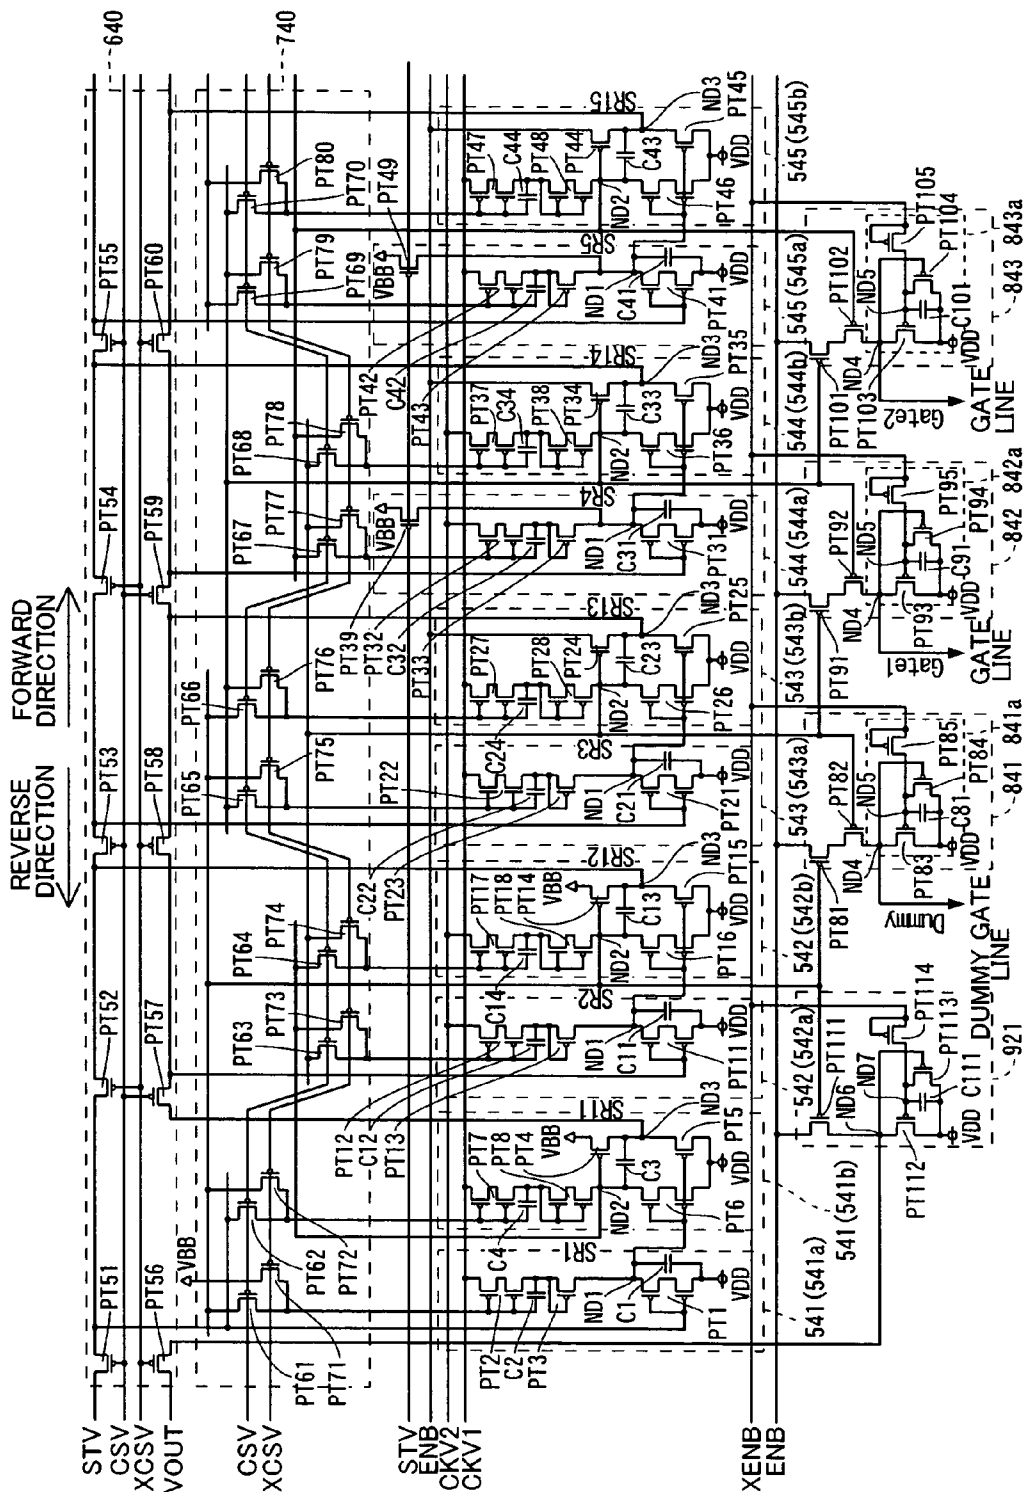 REVERSE DIRECTION
FORWARD DIRECTION
STV
CSV
XCSV
VOUT
PT51
PT56
PT52
PT57
PT53
PT58
PT54
PT59
PT55
PT60
640
CSV
XCSV
VBB
PT61
PT71
PT62
PT72
PT63
PT73
PT64
PT74
PT65
PT75
PT66
PT76
PT67
PT77
PT68
PT78
PT69
PT79
PT70
PT80
740
STV
ENB
CKV2
CKV1
SR1
PT2
C2
PT3
ND1
C1
PT1
VDD
541 (541a)
SR11
PT7
PT8
PT4
VBB
C4
ND2
C3
ND3
PT5
PT6
VDD
541 (541b)
SR2
PT12
C12
PT13
ND1
C11
PT11
VDD
542 (542a)
SR12
PT17
PT18
PT14
VBB
C14
ND2
C13
ND3
PT15
PT16
VDD
542 (542b)
SR3
PT22
C22
PT23
ND1
C21
PT21
VDD
543 (543a)
SR13
PT27
PT28
PT24
C24
ND2
C23
ND3
PT25
PT26
VDD
543 (543b)
SR4
PT39
VBB
PT32
C32
PT33
ND1
C31
PT31
VDD
544 (544a)
SR14
PT37
C34
PT38
PT34
ND2
C33
ND3
PT35
PT36
VDD
544 (544b)
SR5
PT49
VBB
PT42
C42
PT43
ND1
C41
PT41
VDD
545 (545a)
SR15
PT47
C44
PT48
PT44
ND2
C43
ND3
PT45
PT46
VDD
545 (545b)
XENB
ENB
PT111
ND6
ND7
PT112
VDD
C111
PT113
PT114
921
PT81
PT82
ND4
ND5
PT83
VDD
C81
PT84
PT85
841a
841
Dummy
DUMMY GATE LINE
PT91
PT92
ND4
ND5
PT93
VDD
C91
PT94
PT95
842a
842
Gate1
GATE LINE
PT101
PT102
PT103
ND4
ND5
VDD
C101
PT104
PT105
843a
843
Gate2
GATE LINE